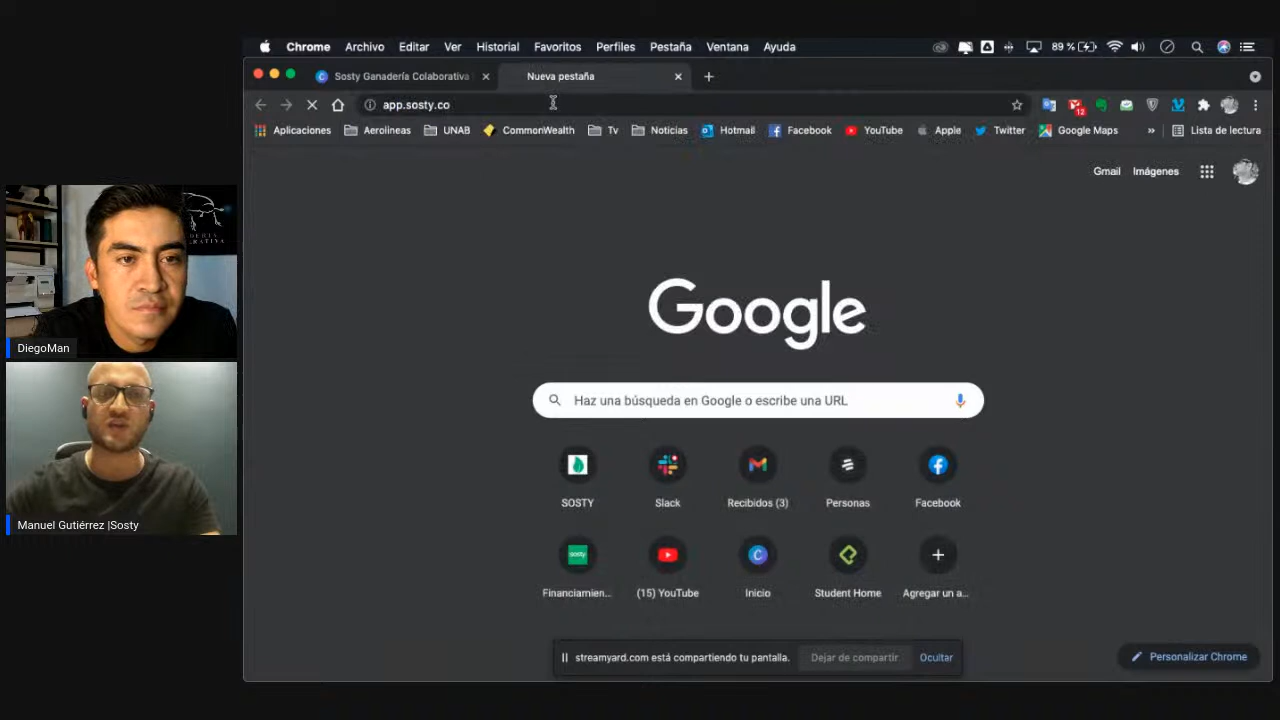 Chrome Archivo Editar Ver Historial Favoritos Perfiles Pestaña Ventana Ayuda 89 %
Sosty Ganadería Colaborativa Nueva pestaña
app.sosty.co
12
Aplicaciones Aerolineas UNAB CommonWealth Tv Noticias Hotmail Facebook YouTube Apple Twitter Google Maps » Lista de lectura
Gmail Imágenes
Google
Haz una búsqueda en Google o escribe una URL
SOSTY Slack Recibidos (3) Personas Facebook
sosty
Financiamien... (15) YouTube Inicio Student Home Agregar un a...
streamyard.com está compartiendo tu pantalla. Dejar de compartir Ocultar
Personalizar Chrome
DiegoMan
Manuel Gutiérrez |Sosty